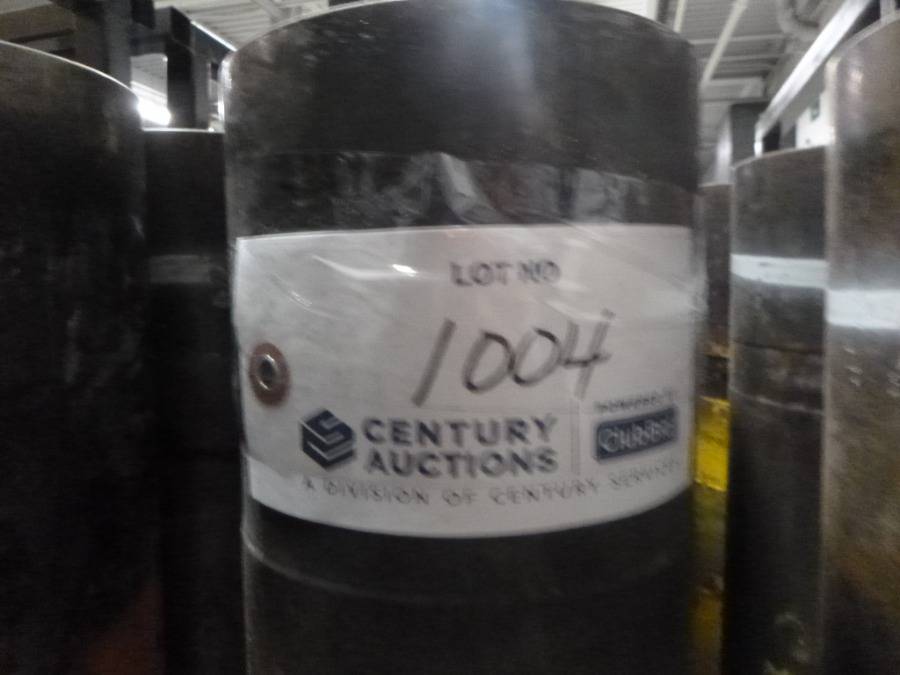 LOT NO
1004
CENTURY
AUCTIONS
A DIVISION OF CENTURY SERVICES